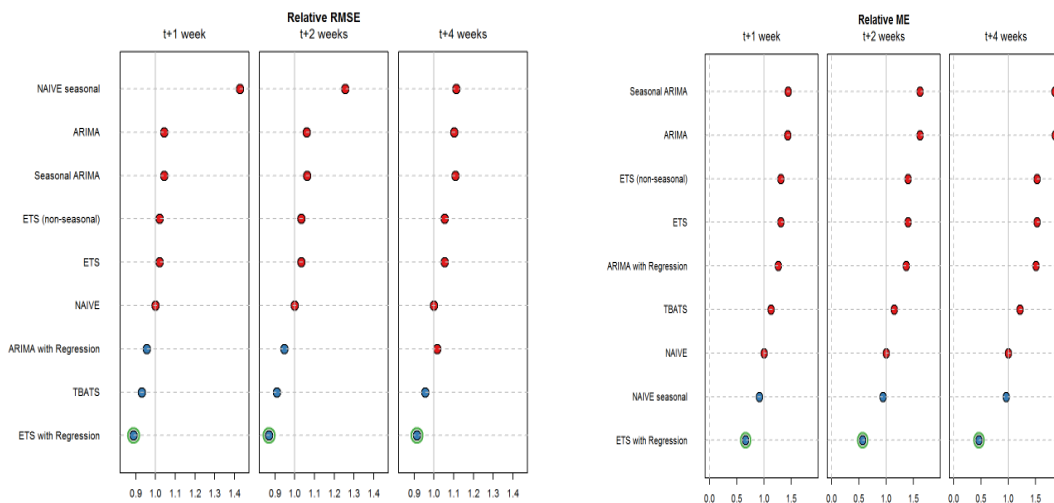 Relative RMSE
t+1 week
t+2 weeks
t+4 weeks
NAIVE seasonal
ARIMA
Seasonal ARIMA
ETS (non-seasonal)
ETS
NAIVE
ARIMA with Regression
TBATS
ETS with Regression
0.9 1.0 1.1 1.2 1.3 1.4
0.9 1.0 1.1 1.2 1.3 1.4
0.9 1.0 1.1 1.2 1.3 1.4
Relative ME
t+1 week
t+2 weeks
t+4 weeks
Seasonal ARIMA
ARIMA
ETS (non-seasonal)
ETS
ARIMA with Regression
TBATS
NAIVE
NAIVE seasonal
ETS with Regression
0.0 0.5 1.0 1.5
0.0 0.5 1.0 1.5
0.0 0.5 1.0 1.5